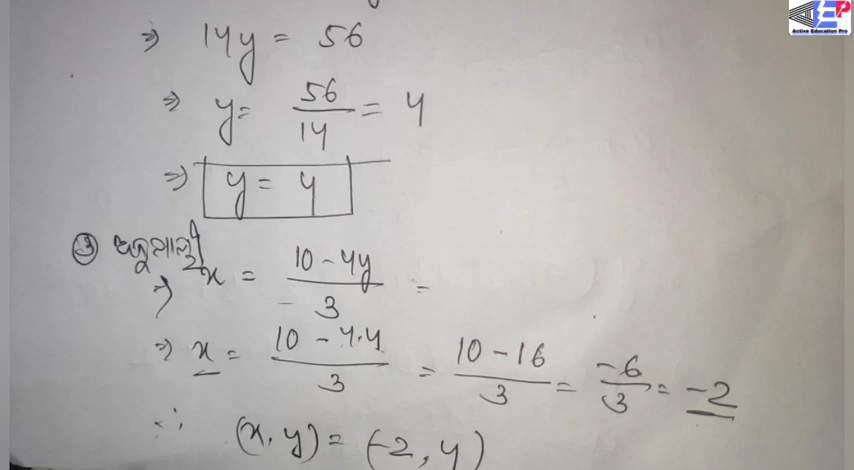 Active Education Pro
⇒ 14y = 56
⇒ y = 56/14 = 4
⇒ y = 4
③ ଅନୁସାରେ
⇒ x = 10 - 4y / 3 =
⇒ x = 10 - 4.4 / 3 = 10 - 16 / 3 = -6/3 = -2
∴ (x, y) = (-2, 4)